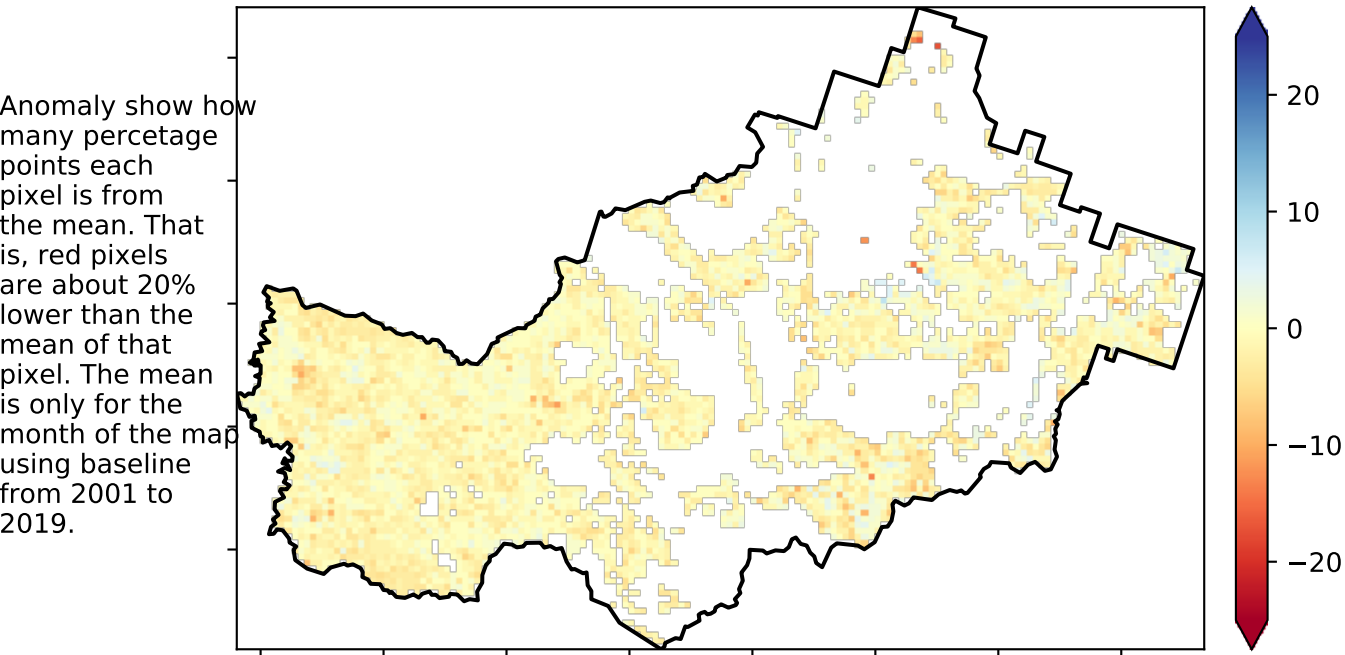 Anomaly show how
many percetage
points each
pixel is from
the mean. That
is, red pixels
are about 20%
lower than the
mean of that
pixel. The mean
is only for the
month of the map
using baseline
from 2001 to
2019.
20
10
0
−10
−20